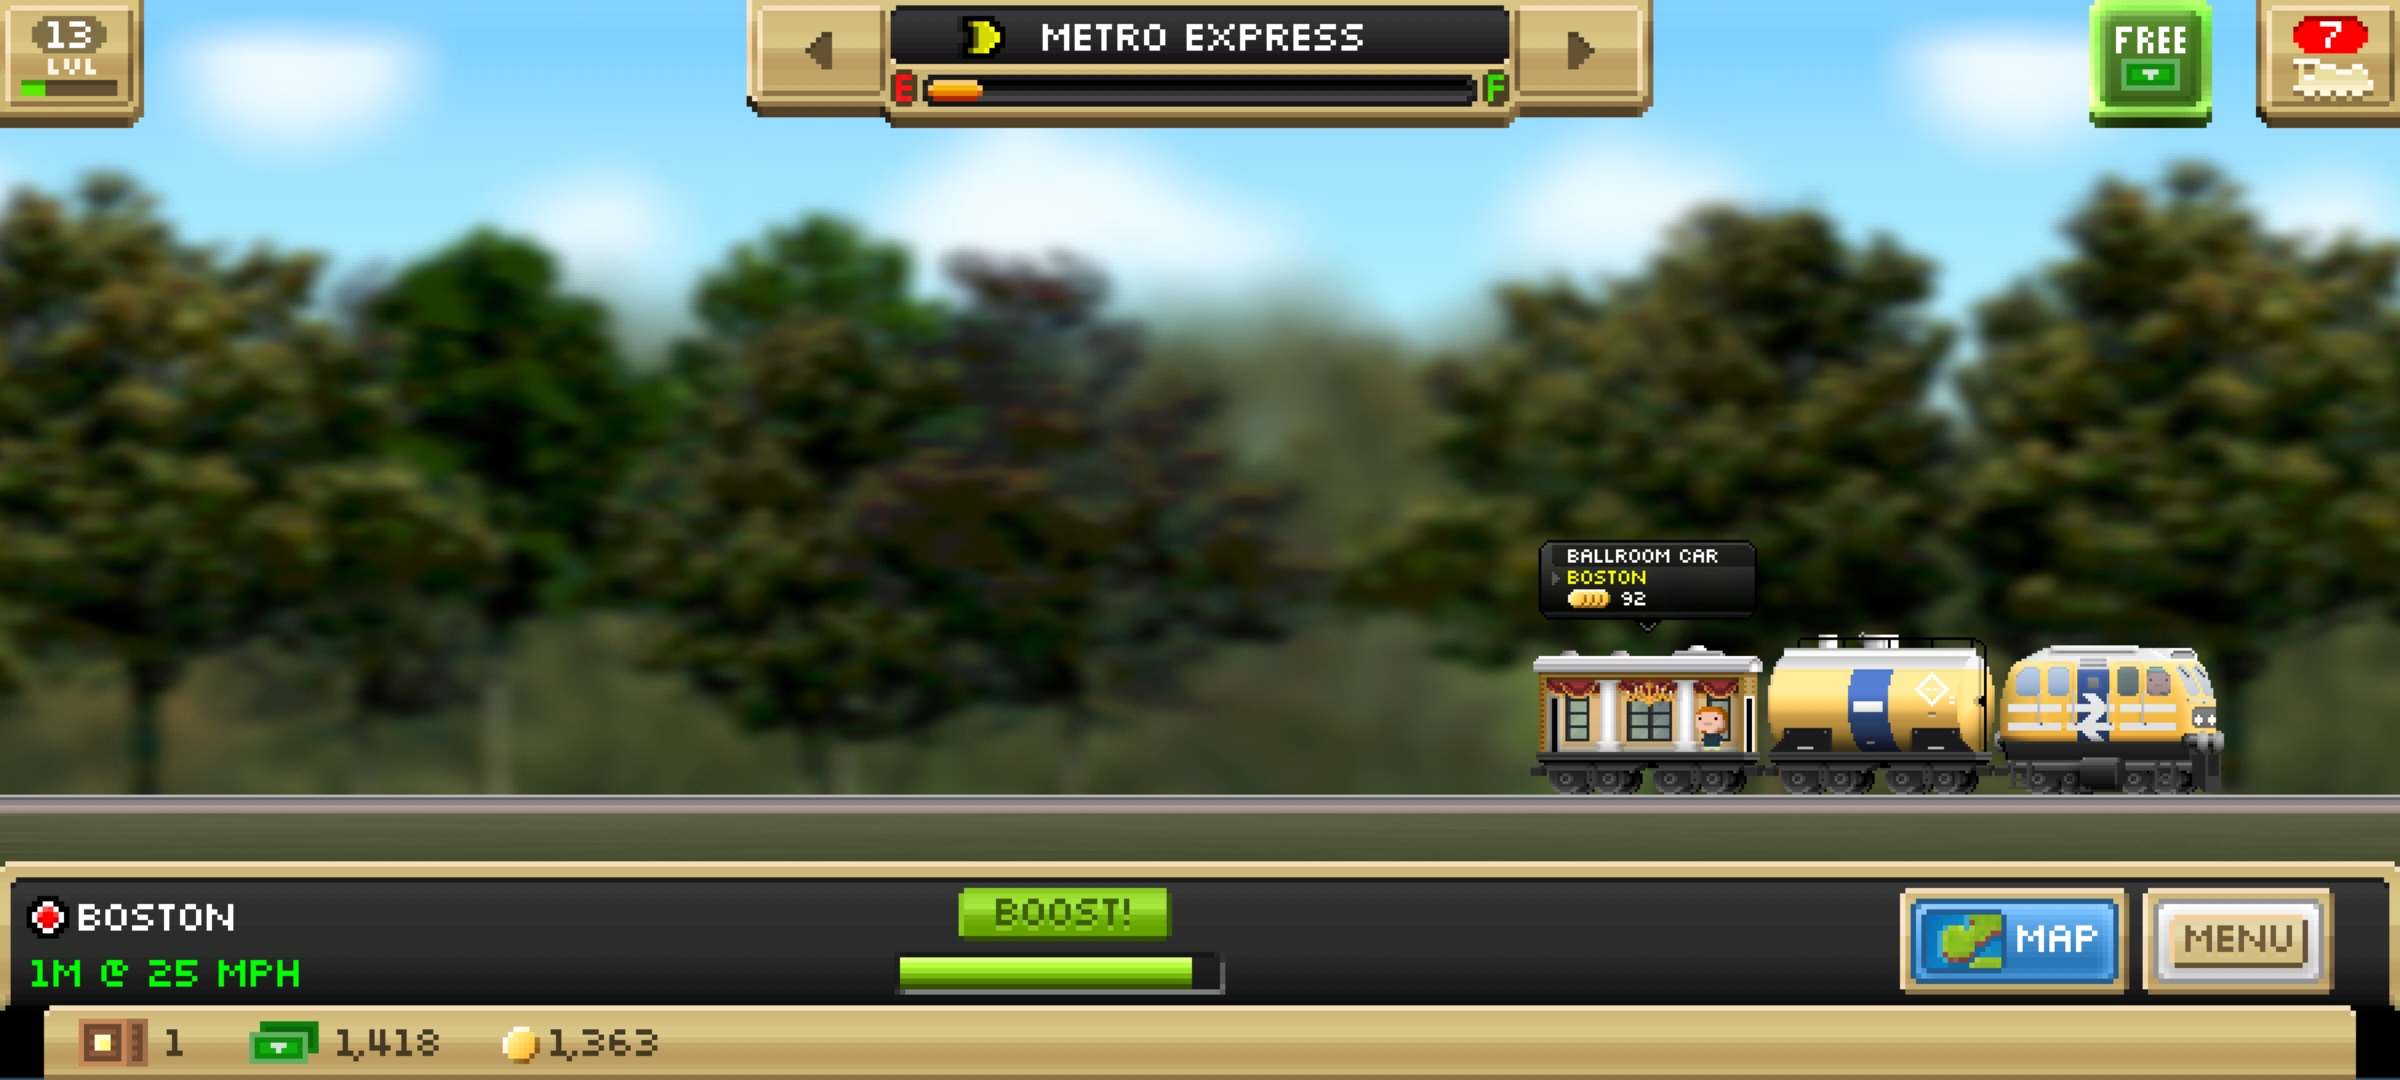 13
LVL
METRO EXPRESS
E F
FREE
7
BALLROOM CAR
BOSTON
92
BOSTON
1M @ 25 MPH
BOOST!
MAP
MENU
1 1,418 1,363